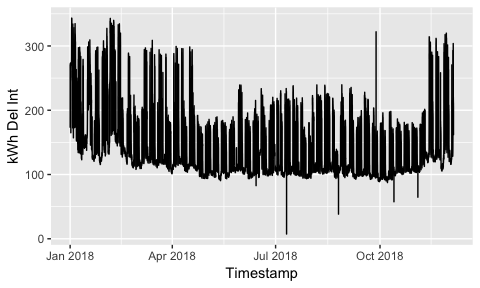 300
200
100
0
kWh Del Int
Jan 2018
Apr 2018
Jul 2018
Oct 2018
Timestamp